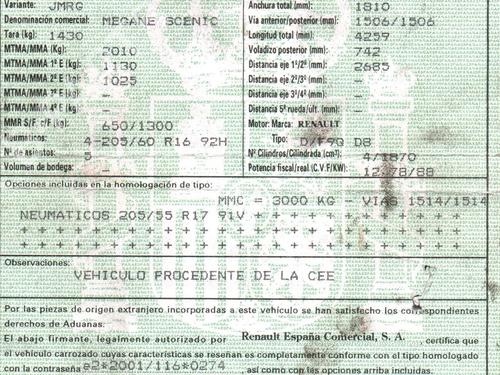 Variante: JMRG
Denominación comercial: MEGANE SCENIC
Tara (kg): 1430
MTMA/MMA (Kg): 2010
MTMA/MMA 1º E (kg): 1130
MTMA/MMA 2º E (kg): 1025
MTMA/MMA 3º E (kg): -
MTMA/MMA 4º E (kg): -
MMR S/F. c/F (kg): 650/1300
Neumáticos: 4-205/60 R16 92H
Nº de asientos: 5
Volumen de bodega: -
Anchura total (mm): 1810
Vía anterior/posterior (mm): 1506/1506
Longitud total (mm): 4259
Voladizo posterior (mm): 742
Distancia eje 1º/2º (mm): 2685
Distancia eje 2º/3º (mm): -
Distancia eje 3º/4º (mm): -
Distancia 5ª rueda/últ. (mm): -
Motor: Marca: RENAULT
Tipo: D/F9Q D8
Nº Cilindros/Cilindrada (cm³): 4/1870
Potencia fiscal/real (C.V.F/KW): 12.78/88
Opciones incluidas en la homologación de tipo:
MMC = 3000 KG - VIAS 1514/1514
NEUMATICOS 205/55 R17 91V + + + + + + + + +
+ + + + + + + + + + + + + + + + + + + + + +
+ + + + + + + + + + + + + + + + + + + + + +
Observaciones:
VEHICULO PROCEDENTE DE LA CEE
Por las piezas de origen extranjero incorporadas a este vehículo se han satisfecho los correspondientes
derechos de Aduanas.
El abajo firmante, legalmente autorizado por Renault España Comercial, S. A. , certifica que
el vehículo carrozado cuyas características se reseñan es completamente conforme con el tipo homologado
con la contraseña e2*2001/116*0274 , así como con las opciones arriba incluidas.